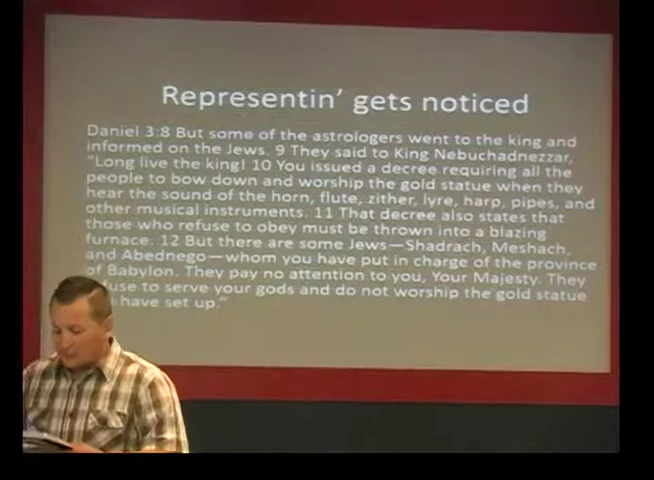 Representin' gets noticed
Daniel 3:8 But some of the astrologers went to the king and
informed on the Jews. 9 They said to King Nebuchadnezzar,
"Long live the king! 10 You issued a decree requiring all the
people to bow down and worship the gold statue when they
hear the sound of the horn, flute, zither, lyre, harp, pipes, and
other musical instruments. 11 That decree also states that
those who refuse to obey must be thrown into a blazing
furnace. 12 But there are some Jews—Shadrach, Meshach,
and Abednego—whom you have put in charge of the province
of Babylon. They pay no attention to you, Your Majesty. They
fuse to serve your gods and do not worship the gold statue
have set up."